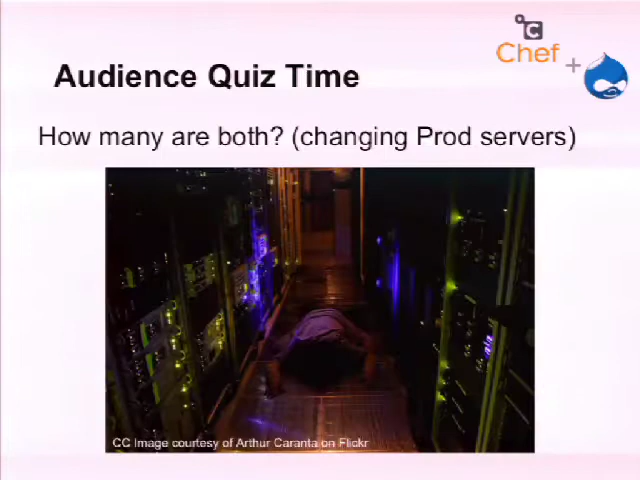 Chef
+
Audience Quiz Time
How many are both? (changing Prod servers)
CC Image courtesy of Arthur Caranta on Flickr